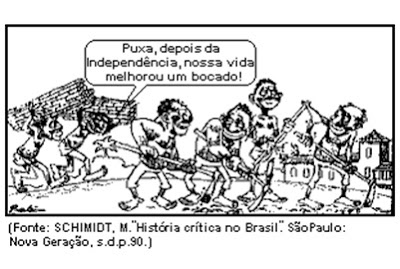 Puxa, depois da
Independência, nossa vida
melhorou um bocado!
(Fonte: SCHIMIDT, M."História crítica no Brasil". SãoPaulo:
Nova Geração, s.d.p.90.)